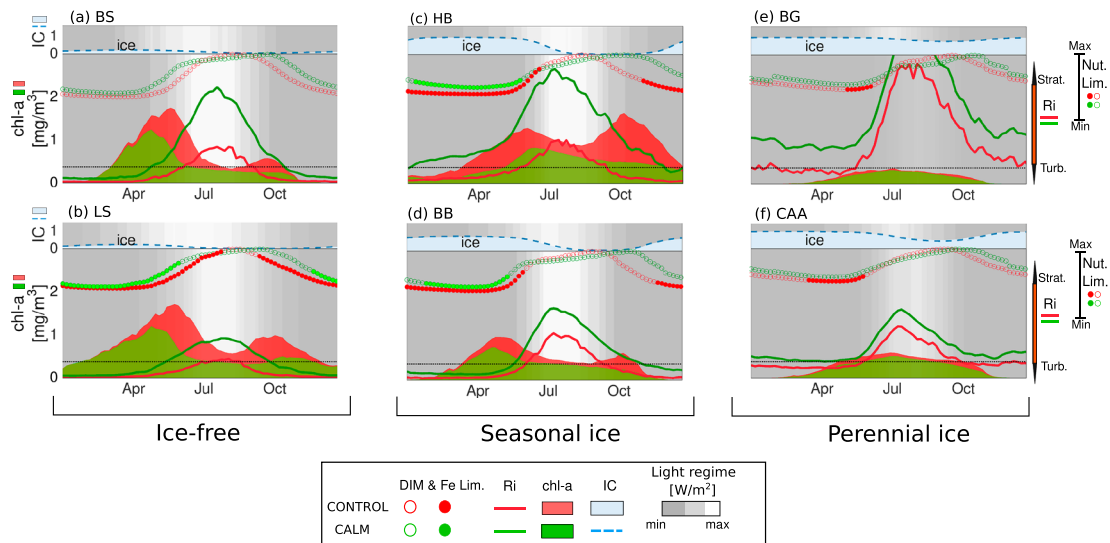 (a) BS
(c) HB
(e) BG
IC
1
0
ice
ice
ice
Max
Nut.
Lim.
Min
Strat.
Ri
Turb.
chl-a
[mg/m³]
2
1
0
Apr Jul Oct
Apr Jul Oct
Apr Jul Oct
(b) LS
(d) BB
(f) CAA
IC
1
0
ice
ice
ice
Max
Nut.
Lim.
Min
Strat.
Ri
Turb.
chl-a
[mg/m³]
2
1
0
Apr Jul Oct
Apr Jul Oct
Apr Jul Oct
Ice-free
Seasonal ice
Perennial ice
DIM & Fe Lim. Ri chl-a IC Light regime
[W/m²]
CONTROL
CALM
min max